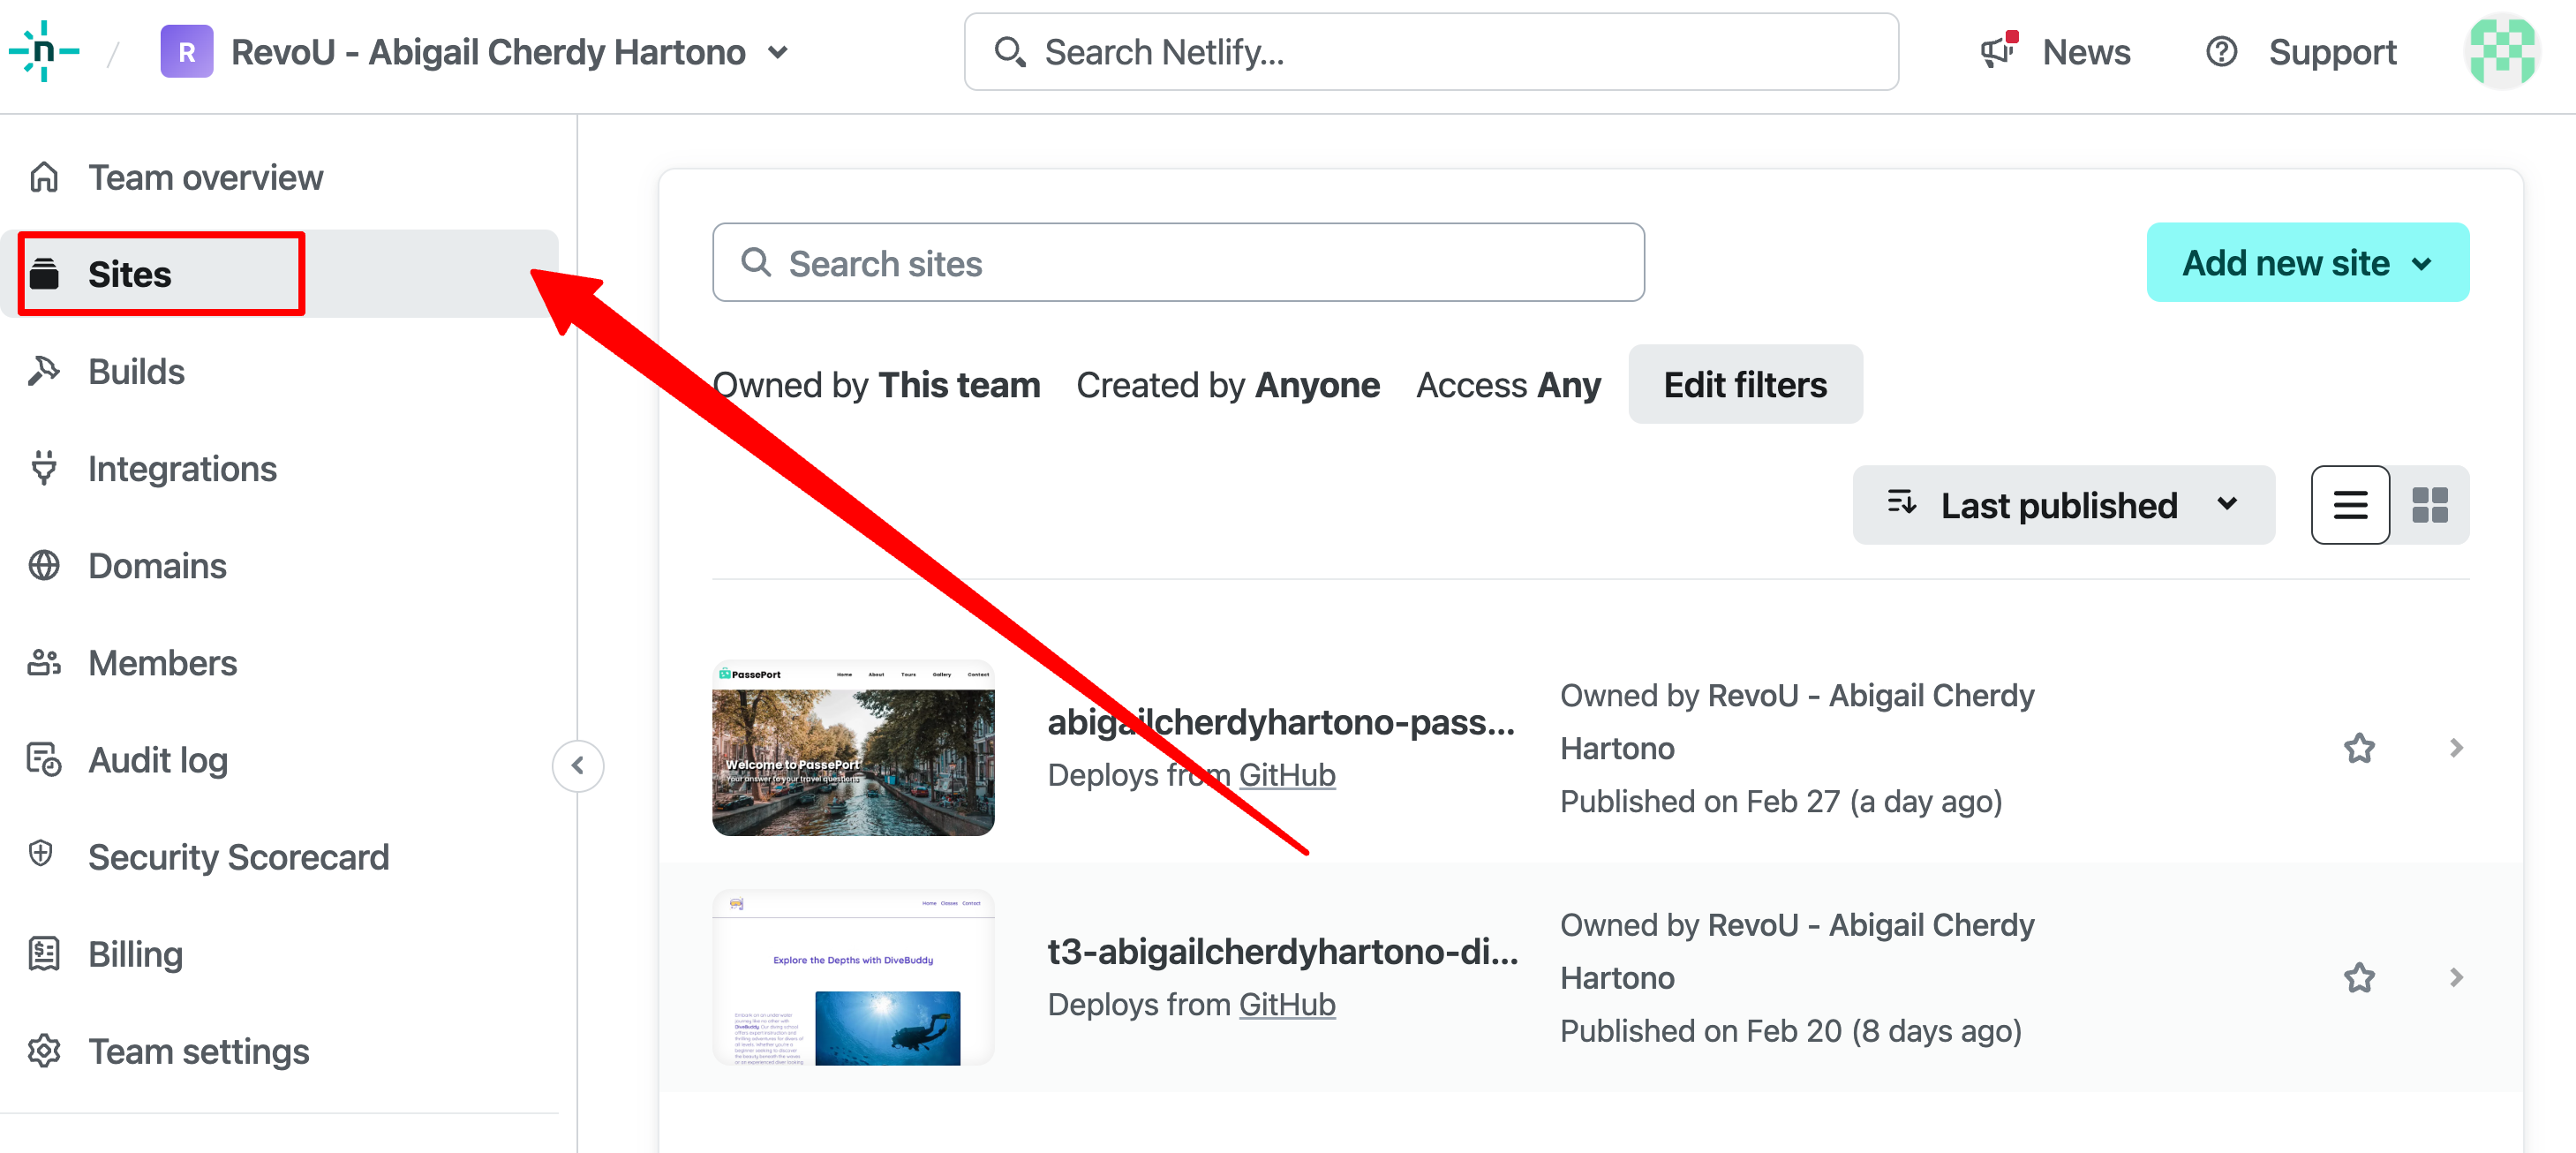 n / R RevoU - Abigail Cherdy Hartono
Search Netlify...
News
Support
Team overview
Sites
Builds
Integrations
Domains
Members
Audit log
Security Scorecard
Billing
Team settings
Search sites
Add new site
Owned by This team Created by Anyone Access Any Edit filters
Last published
PassePort Home About Tours Gallery Contact
Welcome to PassePort
Your answer to your travel questions
abigailcherdyhartono-pass...
Deploys from GitHub
Owned by RevoU - Abigail Cherdy
Hartono
Published on Feb 27 (a day ago)
Home Classes Contact
Explore the Depths with DiveBuddy
t3-abigailcherdyhartono-di...
Deploys from GitHub
Owned by RevoU - Abigail Cherdy
Hartono
Published on Feb 20 (8 days ago)